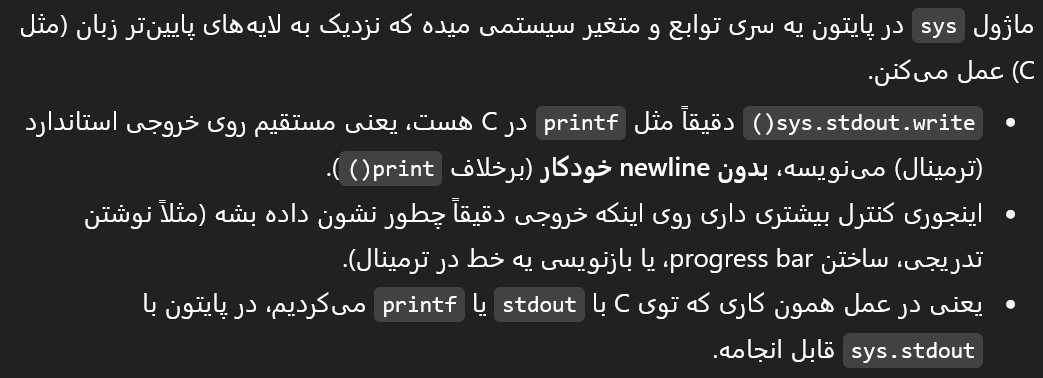 ماژول sys در پایتون یه سری توابع و متغیر سیستمی میده که نزدیک به لایه‌های پایین‌تر زبان (مثل
C) عمل می‌کنن.
• sys.stdout.write() دقیقاً مثل printf در C هست، یعنی مستقیم روی خروجی استاندارد
(ترمینال) می‌نویسه، بدون newline خودکار (برخلاف print()).
• اینجوری کنترل بیشتری داری روی اینکه خروجی دقیقاً چطور نشون داده بشه (مثلاً نوشتن
تدریجی، ساختن progress bar، یا بازنویسی یه خط در ترمینال).
• یعنی در عمل همون کاری که توی C با stdout یا printf می‌کردیم، در پایتون با
sys.stdout قابل انجامه.